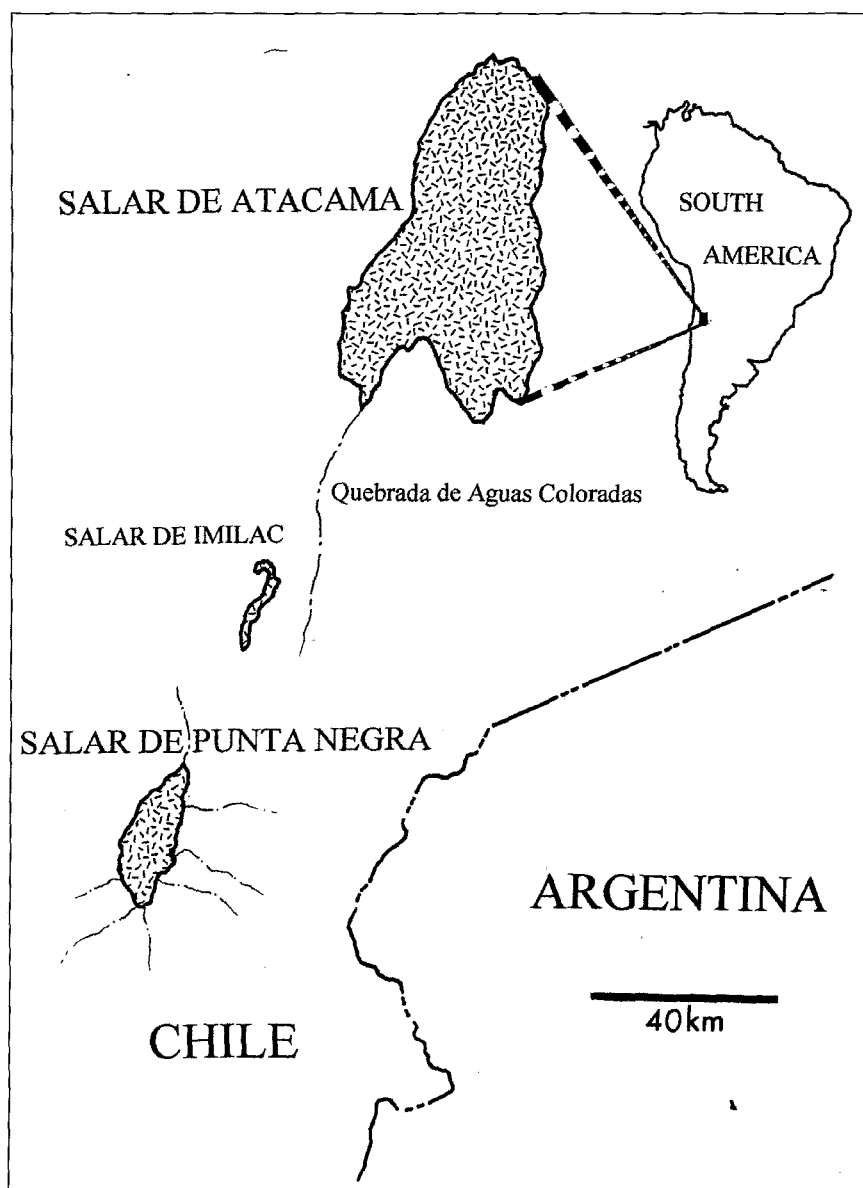 SALAR DE ATACAMA
SOUTH
AMERICA
Quebrada de Aguas Coloradas
SALAR DE IMILAC
SALAR DE PUNTA NEGRA
ARGENTINA
40km
CHILE